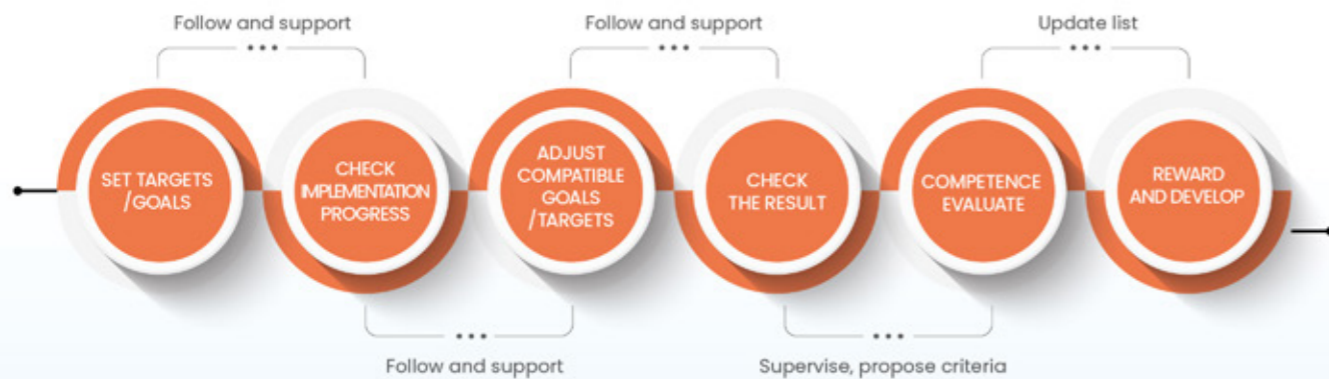 Follow and support
Follow and support
Update list
SET TARGETS
/GOALS
CHECK
IMPLEMENTATION
PROGRESS
ADJUST
COMPATIBLE
GOALS
/TARGETS
CHECK
THE RESULT
COMPETENCE
EVALUATE
REWARD
AND DEVELOP
Follow and support
Supervise, propose criteria